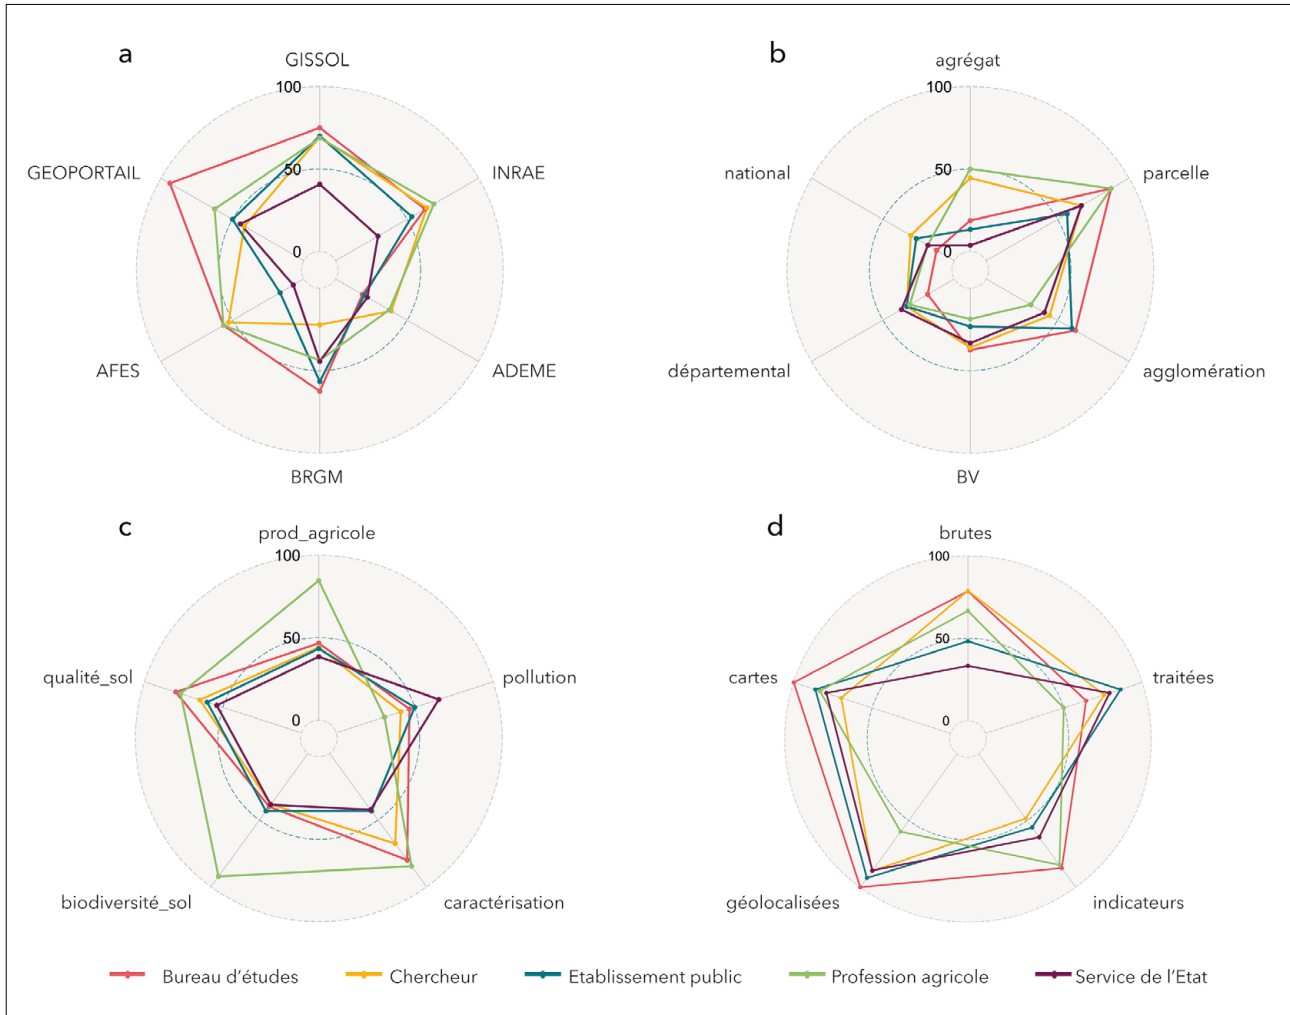 a
GISSOL
100
GEOPORTAIL
INRAE
50
0
AFES
ADEME
BRGM
b
agrégat
100
national
parcelle
50
0
départemental
agglomération
BV
c
prod_agricole
100
50
qualité_sol
pollution
0
biodiversité_sol
caractérisation
d
brutes
100
50
cartes
traitées
0
géolocalisées
indicateurs
Bureau d'études Chercheur Etablissement public Profession agricole Service de l'Etat